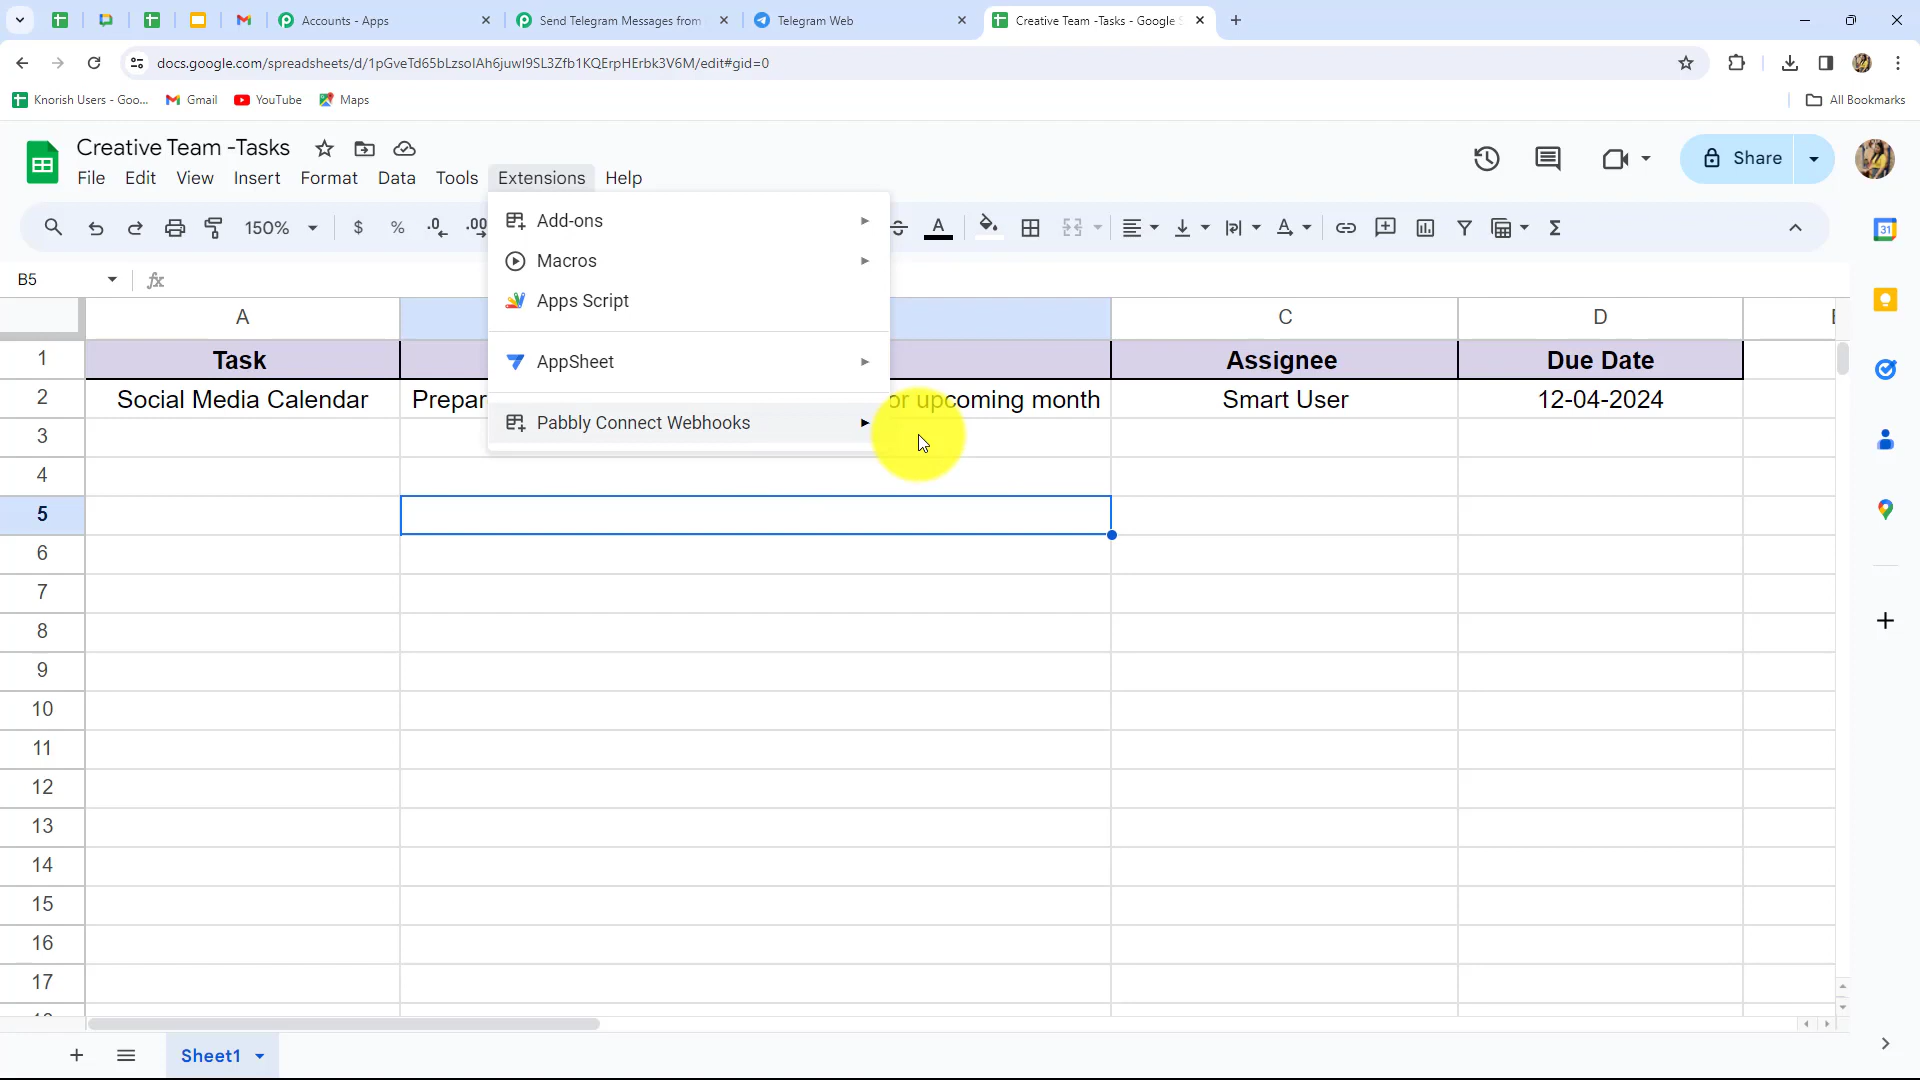 Accounts - Apps
Send Telegram Messages from
Telegram Web
Creative Team -Tasks - Google S
docs.google.com/spreadsheets/d/1pGveTd65bLzsolAh6juwI9SL3Zfb1KQErpHErbk3V6M/edit#gid=0
Knorish Users - Goo...
Gmail
YouTube
Maps
All Bookmarks
Creative Team -Tasks
File Edit View Insert Format Data Tools Extensions Help
Share
150%
$ % .0 .00
A
31
Add-ons
Macros
Apps Script
AppSheet
Pabbly Connect Webhooks
B5
fx
A C D
1 Task Assignee Due Date
2 Social Media Calendar Prepar or upcoming month Smart User 12-04-2024
3
4
5
6
7
8
9
10
11
12
13
14
15
16
17
Sheet1